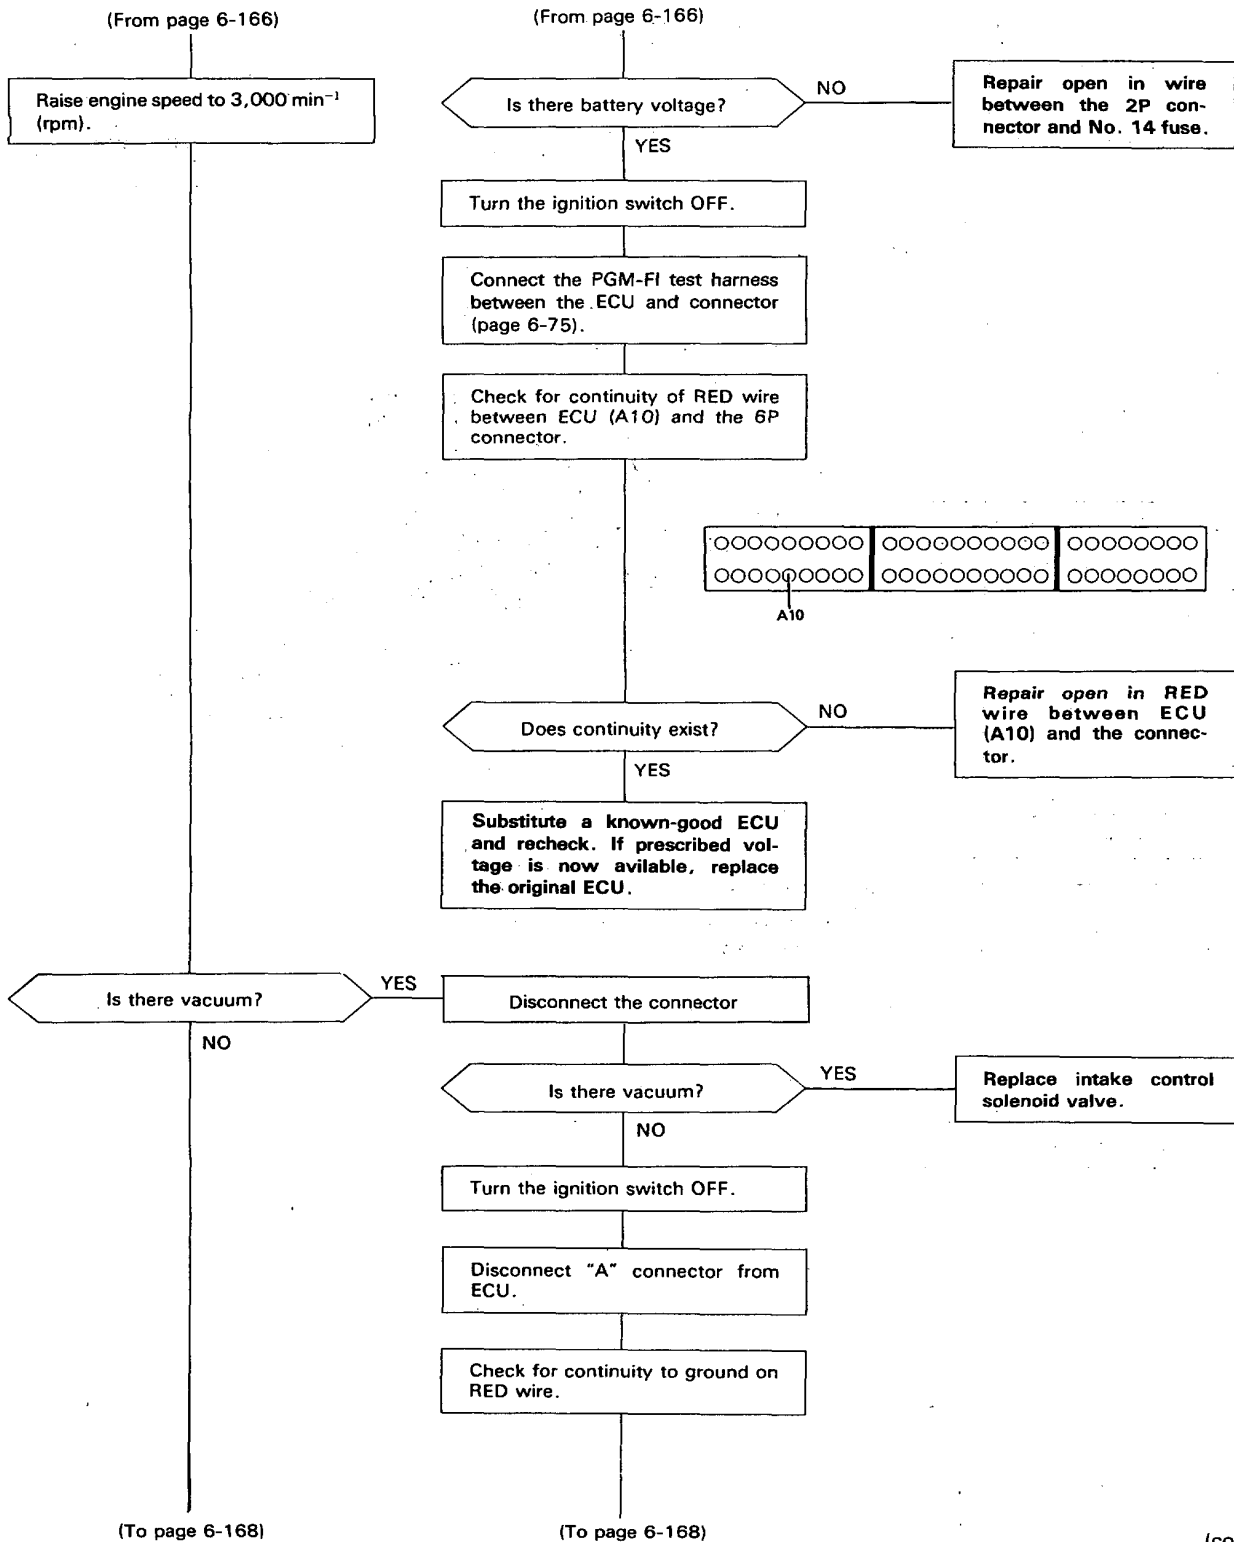 (From page 6-166)
(From page 6-166)
Raise engine speed to 3,000 min⁻¹
(rpm).
Is there battery voltage?
NO
Repair open in wire
between the 2P con-
nector and No. 14 fuse.
YES
Turn the ignition switch OFF.
Connect the PGM-FI test harness
between the ECU and connector
(page 6-75).
Check for continuity of RED wire
between ECU (A10) and the 6P
connector.
A10
Does continuity exist?
NO
Repair open in RED
wire between ECU
(A10) and the connec-
tor.
YES
Substitute a known-good ECU
and recheck. If prescribed vol-
tage is now avilable, replace
the original ECU.
Is there vacuum?
YES
Disconnect the connector
NO
Is there vacuum?
YES
Replace intake control
solenoid valve.
NO
Turn the ignition switch OFF.
Disconnect "A" connector from
ECU.
Check for continuity to ground on
RED wire.
(To page 6-168)
(To page 6-168)